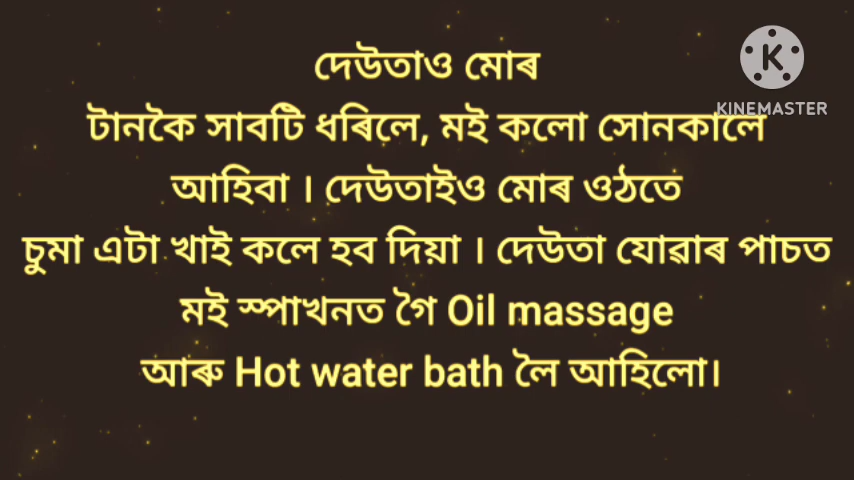 দেউতাও মোৰ
K
KINEMASTER
টানকৈ সাবটি ধৰিলে, মই কলো সোনকালে
আহিবা । দেউতাইও মোৰ ওঠতে
চুমা এটা খাই কলে হব দিয়া । দেউতা যোৱাৰ পাচত
মই স্পাখনত গৈ Oil massage
আৰু Hot water bath লৈ আহিলো।